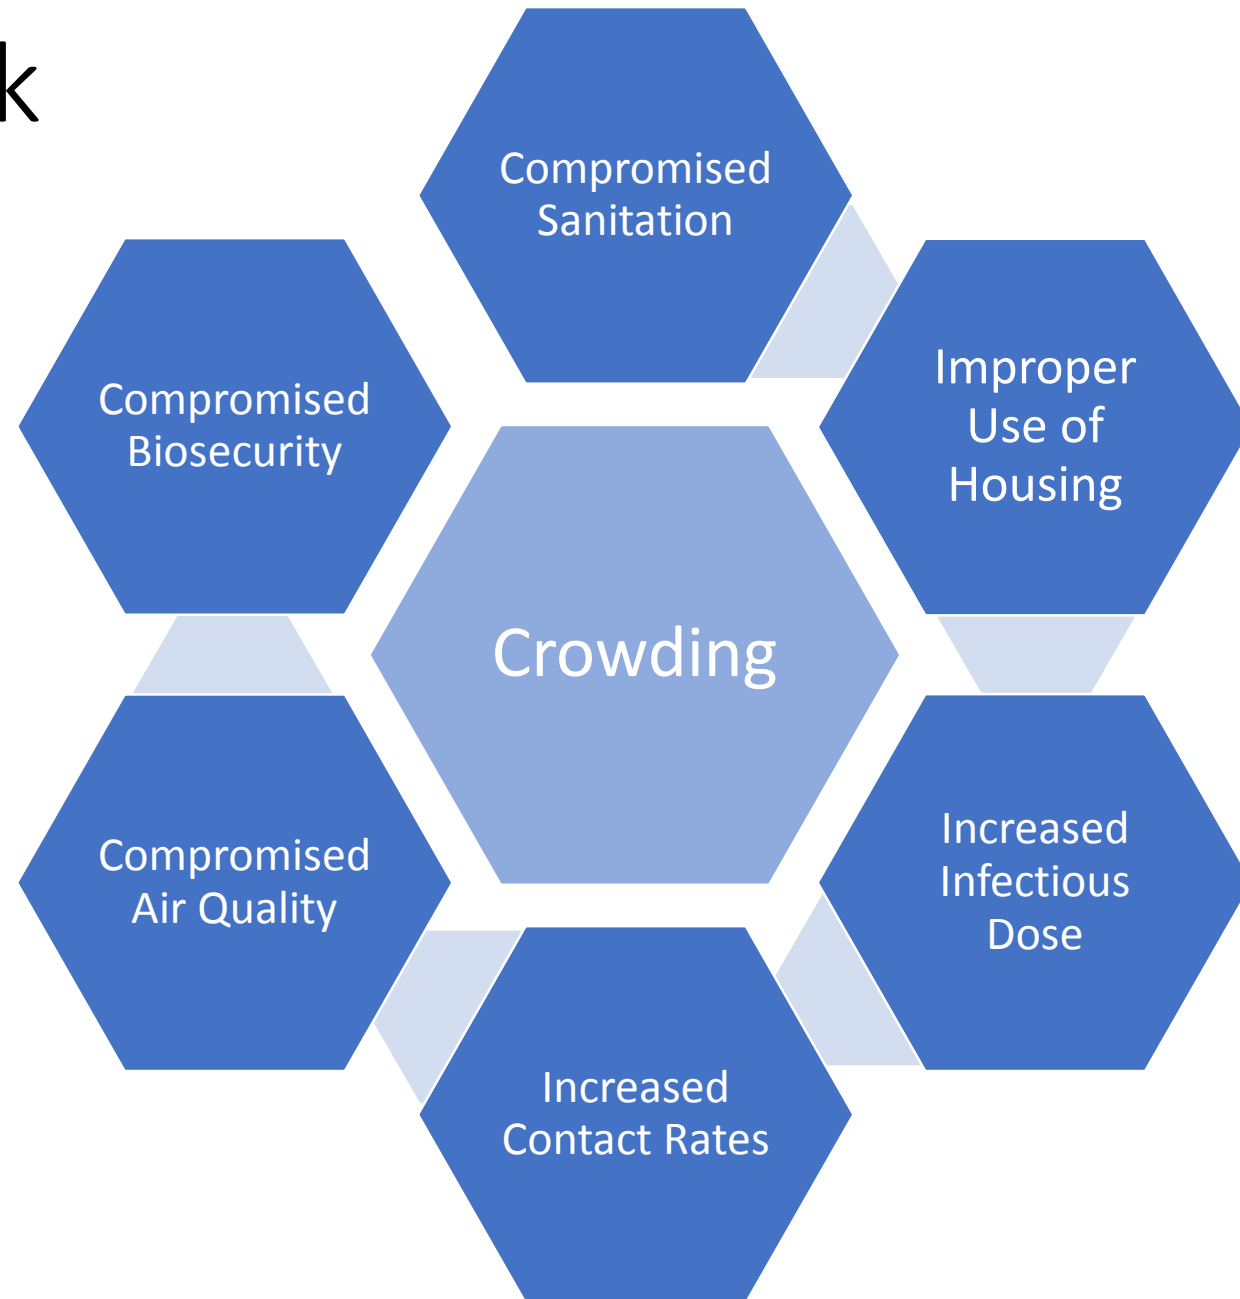 k
Compromised
Sanitation
Improper
Use of
Housing
Increased
Infectious
Dose
Increased
Contact Rates
Compromised
Air Quality
Compromised
Biosecurity
Crowding